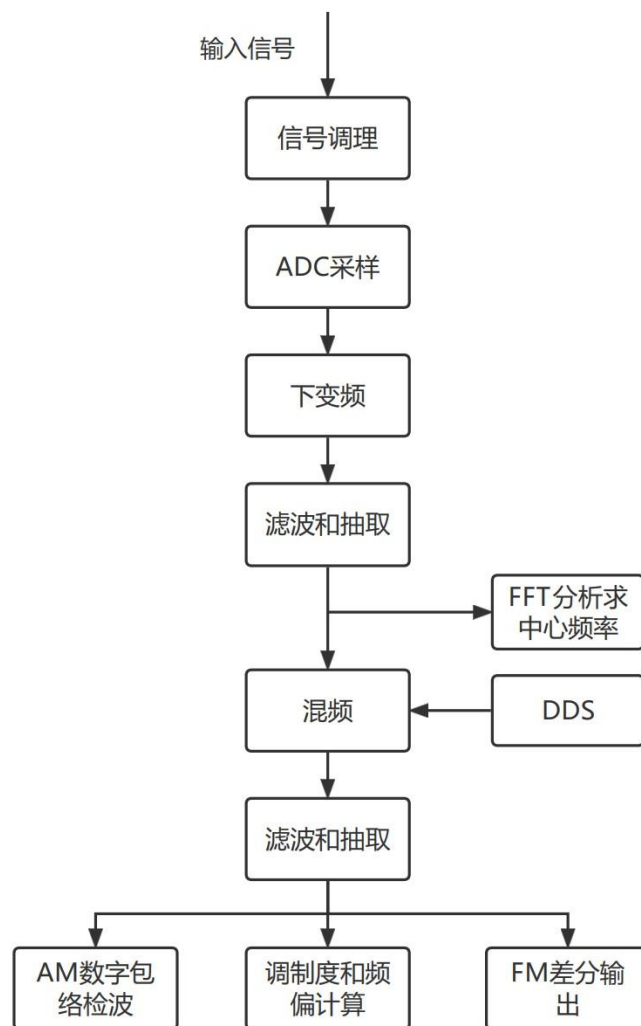 输入信号
信号调理
ADC采样
下变频
滤波和抽取
FFT分析求
中心频率
混频
DDS
滤波和抽取
AM数字包
络检波
调制度和频
偏计算
FM差分输
出